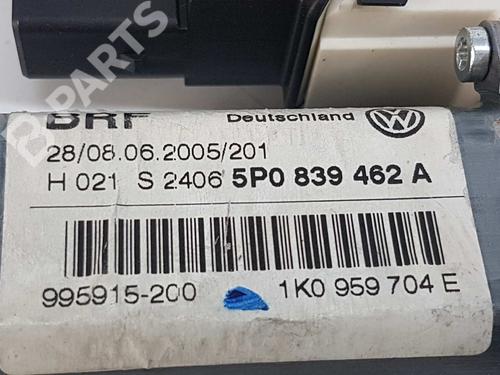 B-PARTS
BRF Deutschland
28/08.06.2005/201
H 021 S 2406 5P0 839 462 A
995915-200 1K0 959 704 E